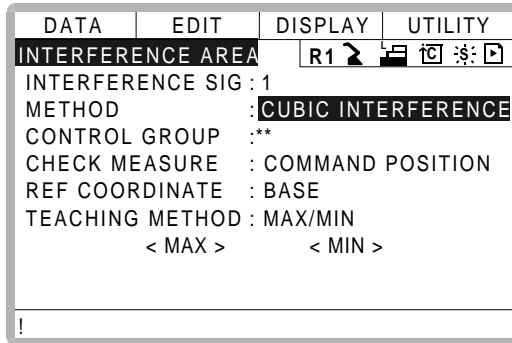 DATA EDIT DISPLAY UTILITY
INTERFERENCE AREA R1 C S
INTERFERENCE SIG : 1
METHOD : CUBIC INTERFERENCE
CONTROL GROUP :**
CHECK MEASURE : COMMAND POSITION
REF COORDINATE : BASE
TEACHING METHOD : MAX/MIN
< MAX > < MIN >
!